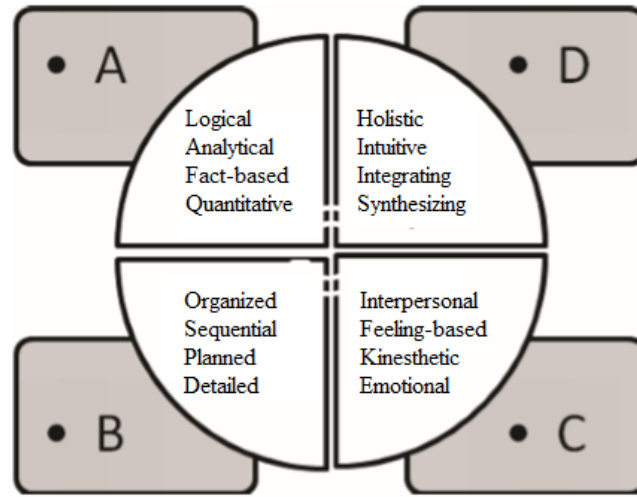 A
Logical
Analytical
Fact-based
Quantitative
D
Holistic
Intuitive
Integrating
Synthesizing
B
Organized
Sequential
Planned
Detailed
C
Interpersonal
Feeling-based
Kinesthetic
Emotional